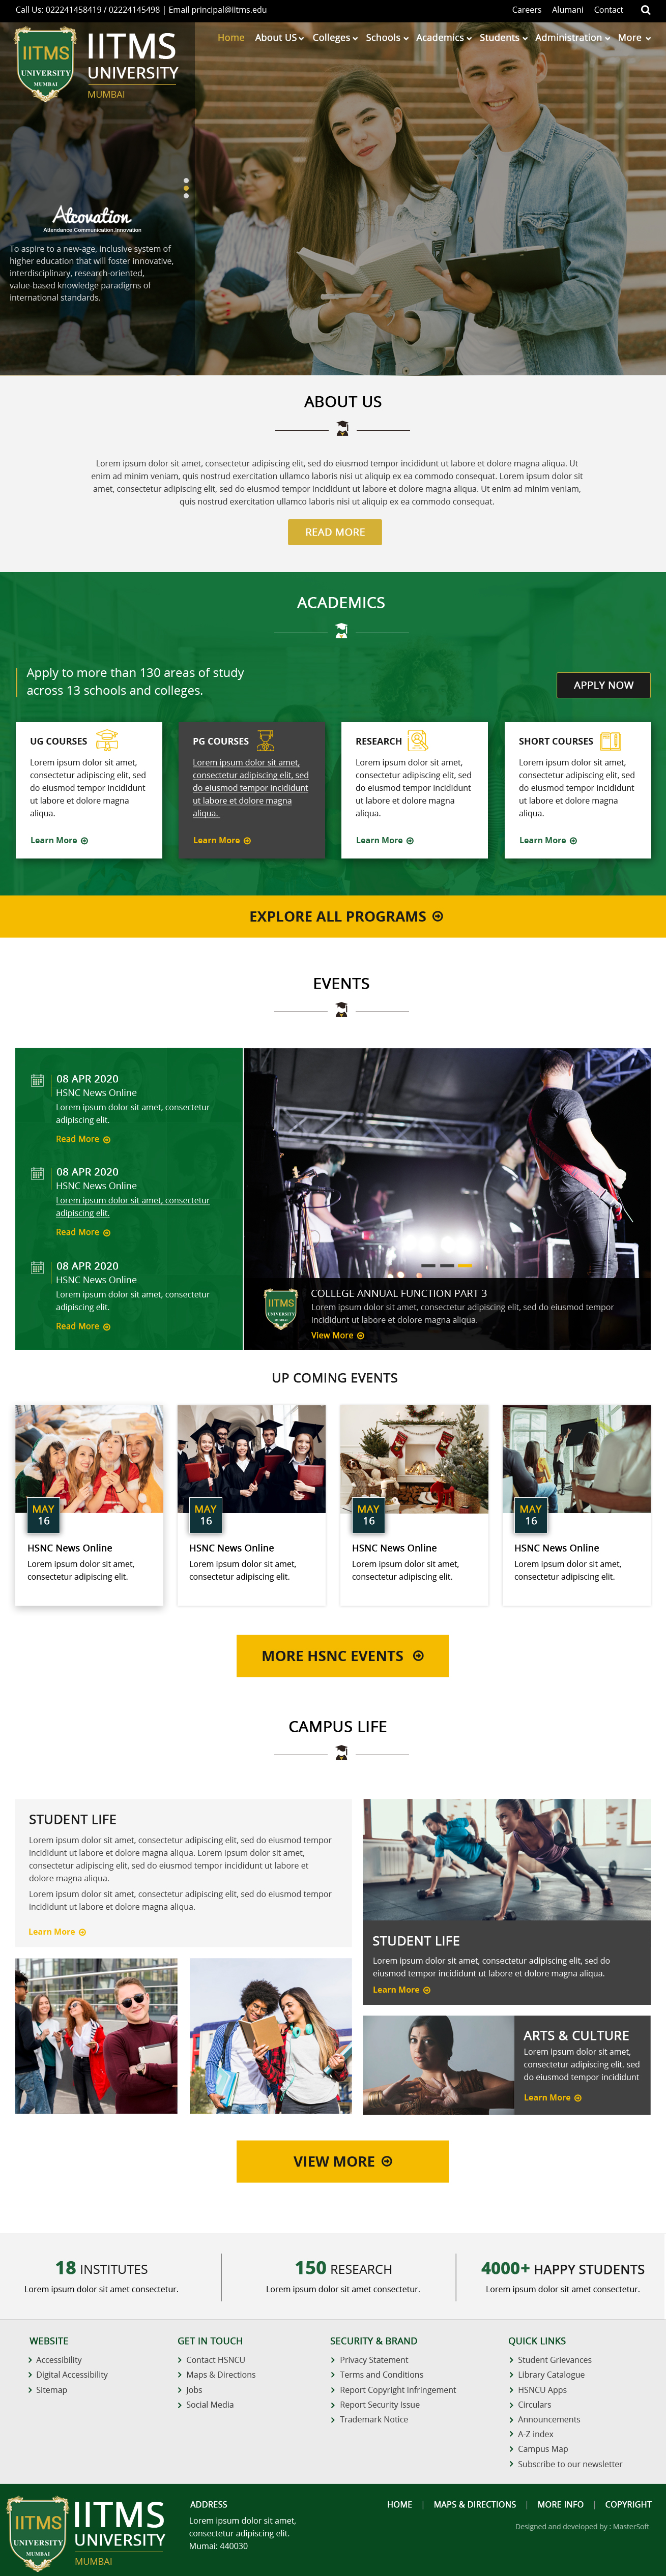 Call Us: 022241458419 / 02224145498 | Email principal@iitms.edu
Careers Alumani Contact
IITMS
UNIVERSITY
MUMBAI
IITMS
UNIVERSITY
MUMBAI
Home About US Colleges Schools Academics Students Administration More
Atcovation
Attendance.Communication.Innovation
To aspire to a new-age, inclusive system of
higher education that will foster innovative,
interdisciplinary, research-oriented,
value-based knowledge paradigms of
international standards.
ABOUT US
Lorem ipsum dolor sit amet, consectetur adipiscing elit, sed do eiusmod tempor incididunt ut labore et dolore magna aliqua. Ut
enim ad minim veniam, quis nostrud exercitation ullamco laboris nisi ut aliquip ex ea commodo consequat. Lorem ipsum dolor sit
amet, consectetur adipiscing elit, sed do eiusmod tempor incididunt ut labore et dolore magna aliqua. Ut enim ad minim veniam,
quis nostrud exercitation ullamco laboris nisi ut aliquip ex ea commodo consequat.
READ MORE
ACADEMICS
Apply to more than 130 areas of study
across 13 schools and colleges.
APPLY NOW
UG COURSES
Lorem ipsum dolor sit amet,
consectetur adipiscing elit, sed
do eiusmod tempor incididunt
ut labore et dolore magna
aliqua.
Learn More
PG COURSES
Lorem ipsum dolor sit amet,
consectetur adipiscing elit, sed
do eiusmod tempor incididunt
ut labore et dolore magna
aliqua.
Learn More
RESEARCH
Lorem ipsum dolor sit amet,
consectetur adipiscing elit, sed
do eiusmod tempor incididunt
ut labore et dolore magna
aliqua.
Learn More
SHORT COURSES
Lorem ipsum dolor sit amet,
consectetur adipiscing elit, sed
do eiusmod tempor incididunt
ut labore et dolore magna
aliqua.
Learn More
EXPLORE ALL PROGRAMS
EVENTS
08 APR 2020
HSNC News Online
Lorem ipsum dolor sit amet, consectetur
adipiscing elit.
Read More
08 APR 2020
HSNC News Online
Lorem ipsum dolor sit amet, consectetur
adipiscing elit.
Read More
08 APR 2020
HSNC News Online
Lorem ipsum dolor sit amet, consectetur
adipiscing elit.
Read More
IITMS
UNIVERSITY
MUMBAI
COLLEGE ANNUAL FUNCTION PART 3
Lorem ipsum dolor sit amet, consectetur adipiscing elit, sed do eiusmod tempor
incididunt ut labore et dolore magna aliqua.
View More
UP COMING EVENTS
MAY
16
HSNC News Online
Lorem ipsum dolor sit amet,
consectetur adipiscing elit.
MAY
16
HSNC News Online
Lorem ipsum dolor sit amet,
consectetur adipiscing elit.
MAY
16
HSNC News Online
Lorem ipsum dolor sit amet,
consectetur adipiscing elit.
MAY
16
HSNC News Online
Lorem ipsum dolor sit amet,
consectetur adipiscing elit.
MORE HSNC EVENTS
CAMPUS LIFE
STUDENT LIFE
Lorem ipsum dolor sit amet, consectetur adipiscing elit, sed do eiusmod tempor
incididunt ut labore et dolore magna aliqua. Lorem ipsum dolor sit amet,
consectetur adipiscing elit, sed do eiusmod tempor incididunt ut labore et
dolore magna aliqua.
Lorem ipsum dolor sit amet, consectetur adipiscing elit, sed do eiusmod tempor
incididunt ut labore et dolore magna aliqua.
Learn More
STUDENT LIFE
Lorem ipsum dolor sit amet, consectetur adipiscing elit, sed do
eiusmod tempor incididunt ut labore et dolore magna aliqua.
Learn More
ARTS & CULTURE
Lorem ipsum dolor sit amet,
consectetur adipiscing elit. sed
do eiusmod tempor incididunt
Learn More
VIEW MORE
18 INSTITUTES
Lorem ipsum dolor sit amet consectetur.
150 RESEARCH
Lorem ipsum dolor sit amet consectetur.
4000+ HAPPY STUDENTS
Lorem ipsum dolor sit amet consectetur.
WEBSITE
Accessibility
Digital Accessibility
Sitemap
GET IN TOUCH
Contact HSNCU
Maps & Directions
Jobs
Social Media
SECURITY & BRAND
Privacy Statement
Terms and Conditions
Report Copyright Infringement
Report Security Issue
Trademark Notice
QUICK LINKS
Student Grievances
Library Catalogue
HSNCU Apps
Circulars
Announcements
A-Z index
Campus Map
Subscribe to our newsletter
IITMS
UNIVERSITY
MUMBAI
IITMS
UNIVERSITY
MUMBAI
ADDRESS
Lorem ipsum dolor sit amet,
consectetur adipiscing elit.
Mumai: 440030
HOME | MAPS & DIRECTIONS | MORE INFO | COPYRIGHT
Designed and developed by : MasterSoft